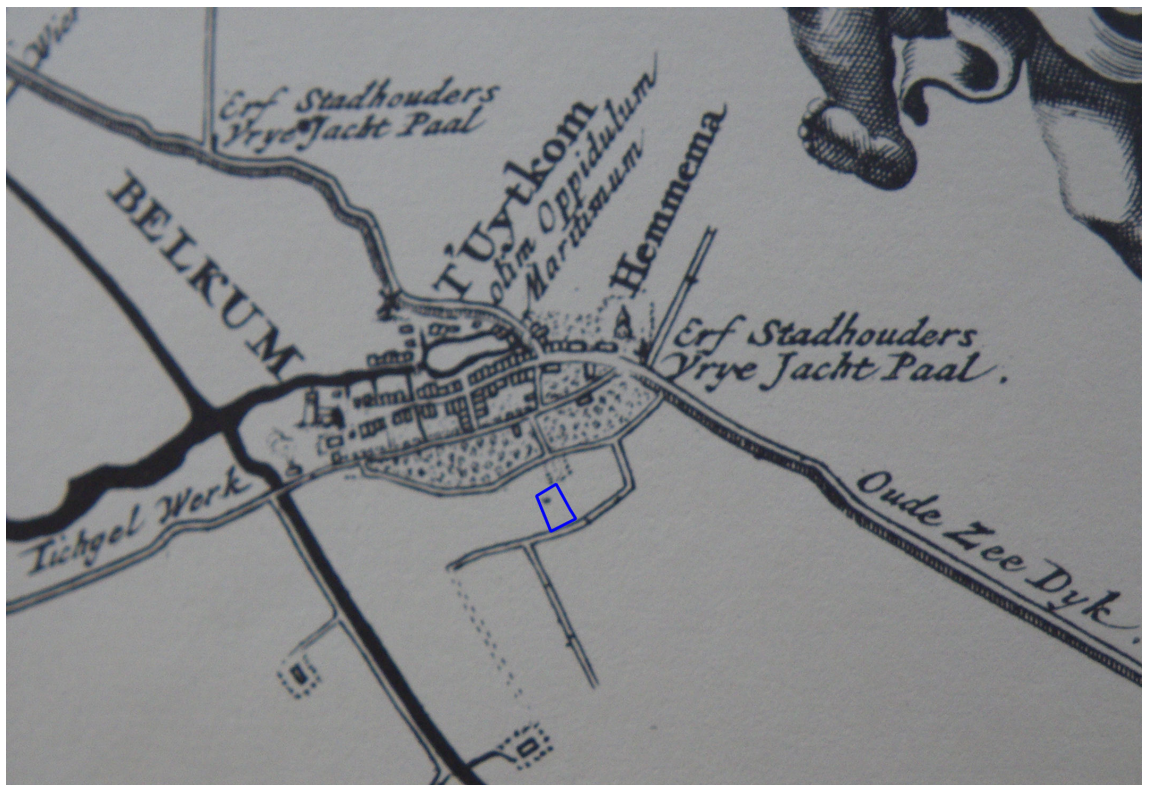 Wier
Erf Stadhouders
Vrye Jacht Paal
BELKUM
T'Uytkom
olim Oppidulum
Maritimum
Hemmema
Erf Stadhouders
Vrye Jacht Paal.
Tichgel Werk
Oude Zee Dyk.